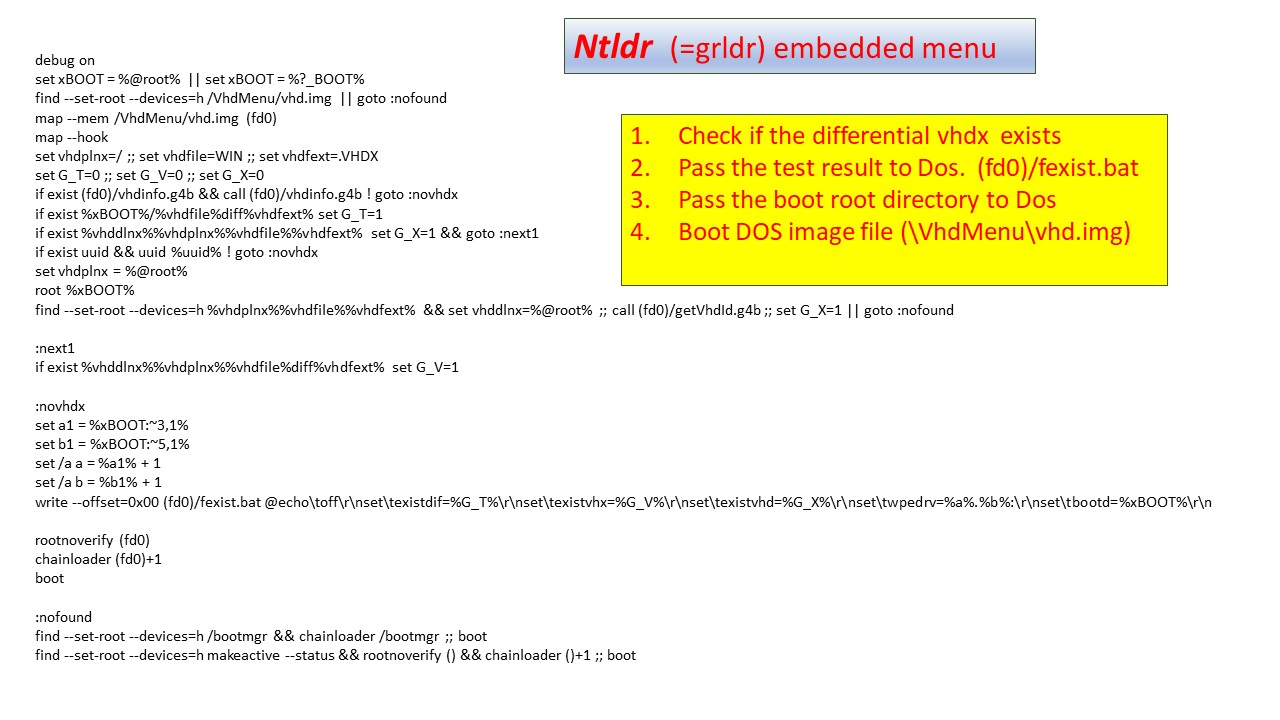 Ntldr (=grldr) embedded menu
debug on
set xBOOT = %@root% || set xBOOT = %?_BOOT%
find --set-root --devices=h /VhdMenu/vhd.img || goto :nofound
map --mem /VhdMenu/vhd.img (fd0)
map --hook
set vhdplnx=/ ;; set vhdfile=WIN ;; set vhdfext=.VHDX
set G_T=0 ;; set G_V=0 ;; set G_X=0
if exist (fd0)/vhdinfo.g4b && call (fd0)/vhdinfo.g4b ! goto :novhdx
if exist %xBOOT%/%vhdfile%diff%vhdfext% set G_T=1
if exist %vhddlnx%%vhdplnx%%vhdfile%%vhdfext% set G_X=1 && goto :next1
if exist uuid && uuid %uuid% ! goto :novhdx
set vhdplnx = %@root%
root %xBOOT%
find --set-root --devices=h %vhdplnx%%vhdfile%%vhdfext% && set vhddlnx=%@root% ;; call (fd0)/getVhdId.g4b ;; set G_X=1 || goto :nofound
:next1
if exist %vhddlnx%%vhdplnx%%vhdfile%diff%vhdfext% set G_V=1
:novhdx
set a1 = %xBOOT:~3,1%
set b1 = %xBOOT:~5,1%
set /a a = %a1% + 1
set /a b = %b1% + 1
write --offset=0x00 (fd0)/fexist.bat @echo\toff\r\nset\texistdif=%G_T%\r\nset\texistvhx=%G_V%\r\nset\texistvhd=%G_X%\r\nset\twpedrv=%a%.%b%:\r\nset\tbootd=%xBOOT%\r\n
rootnoverify (fd0)
chainloader (fd0)+1
boot
:nofound
find --set-root --devices=h /bootmgr && chainloader /bootmgr ;; boot
find --set-root --devices=h makeactive --status && rootnoverify () && chainloader ()+1 ;; boot
1. Check if the differential vhdx exists
2. Pass the test result to Dos. (fd0)/fexist.bat
3. Pass the boot root directory to Dos
4. Boot DOS image file (\VhdMenu\vhd.img)